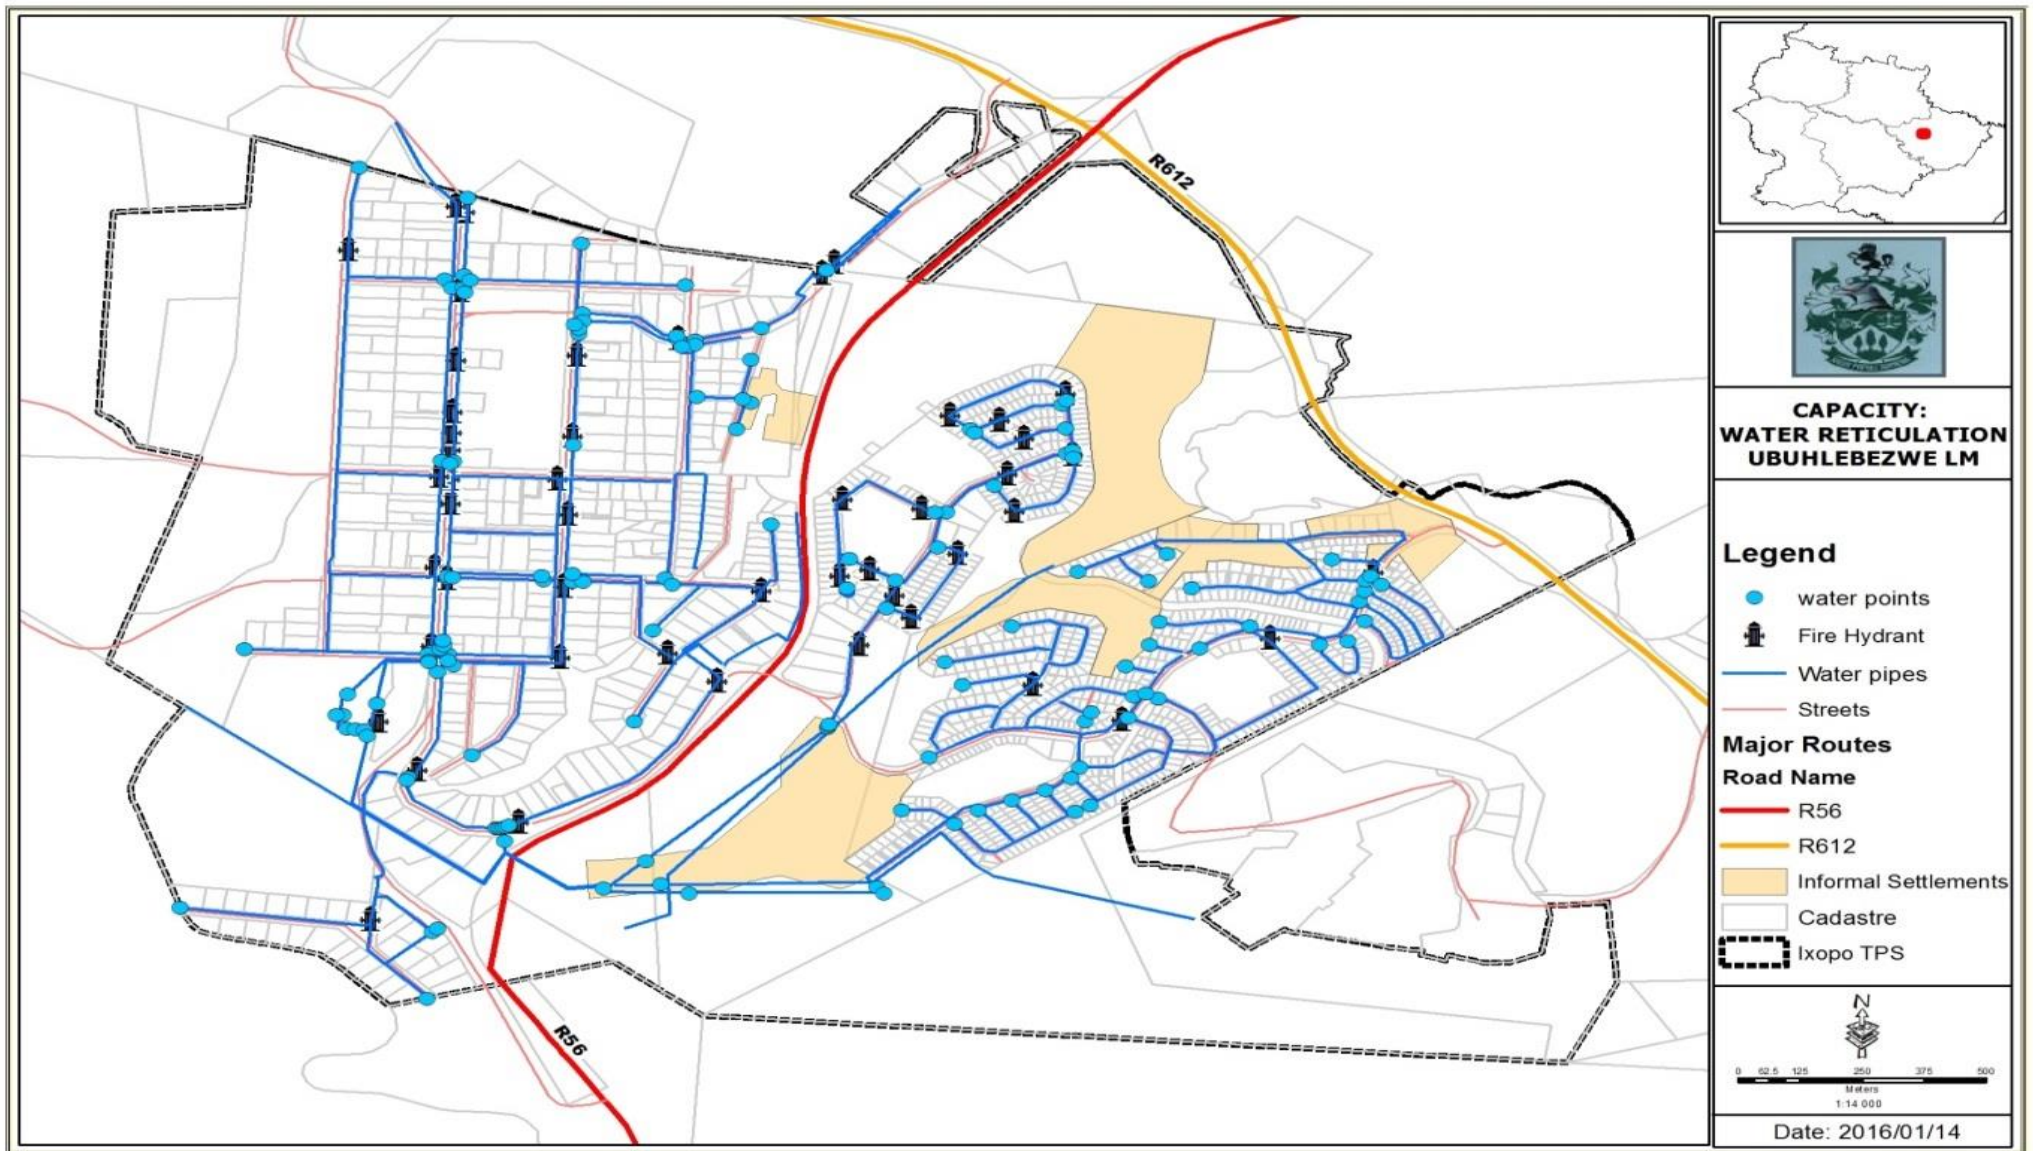 R612
R56
CAPACITY:
WATER RETICULATION
UBUHLEBEZWE LM
Legend
water points
Fire Hydrant
Water pipes
Streets
Major Routes
Road Name
R56
R612
Informal Settlements
Cadastre
Ixopo TPS
N
0 62.5 125 250 375 500
Meters
1:14 000
Date: 2016/01/14